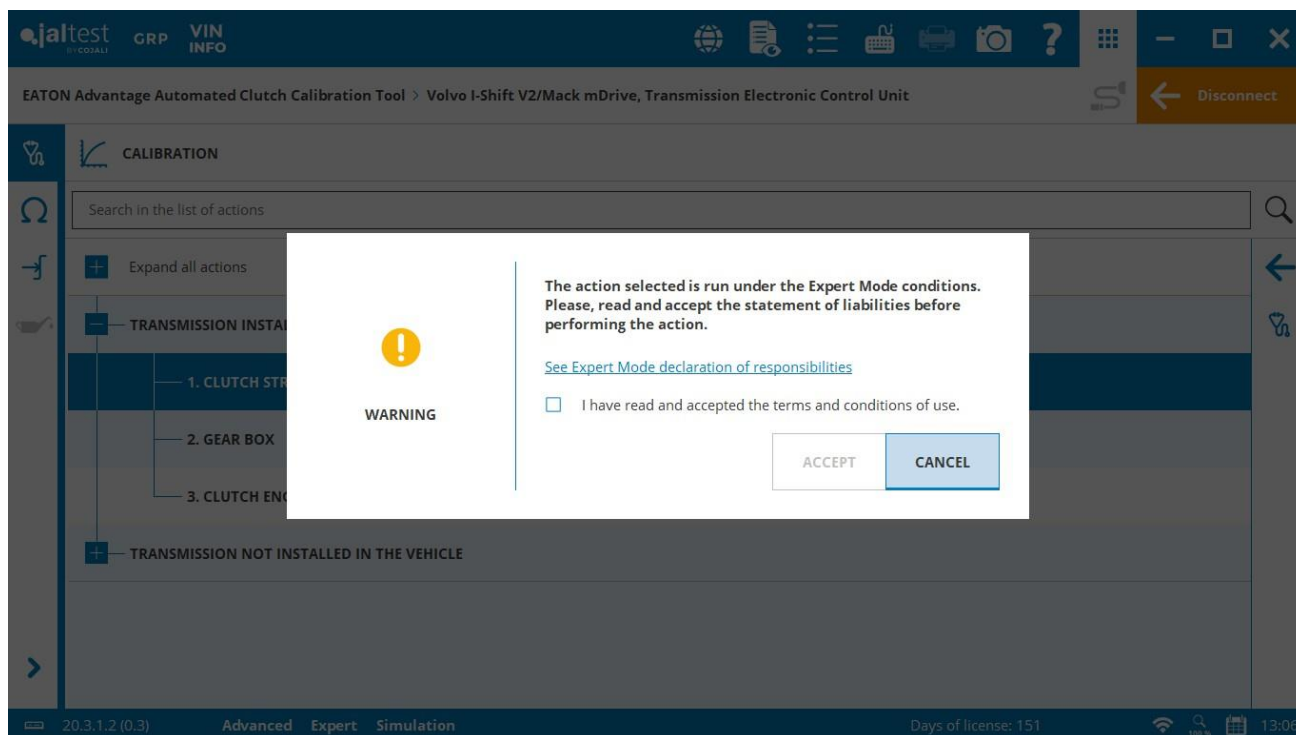 jaltest GRP VIN INFO
BY COJALI
EATON Advantage Automated Clutch Calibration Tool > Volvo I-Shift V2/Mack mDrive, Transmission Electronic Control Unit
Disconnect
CALIBRATION
Search in the list of actions
Expand all actions
TRANSMISSION INSTAL
1. CLUTCH STR
2. GEAR BOX
3. CLUTCH ENG
TRANSMISSION NOT INSTALLED IN THE VEHICLE
WARNING
The action selected is run under the Expert Mode conditions.
Please, read and accept the statement of liabilities before
performing the action.
See Expert Mode declaration of responsibilities
I have read and accepted the terms and conditions of use.
ACCEPT CANCEL
20.3.1.2 (0.3) Advanced Expert Simulation Days of license: 151 100 % 13:06